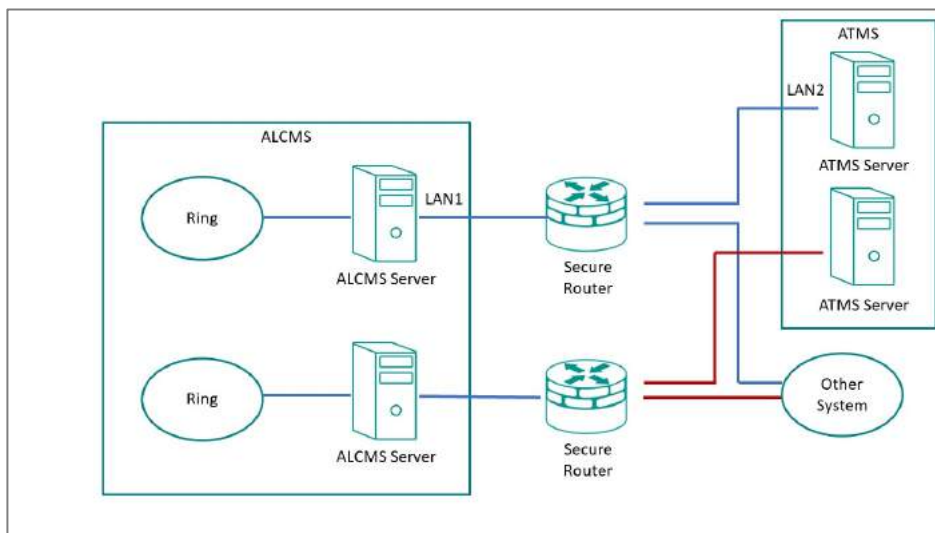 ATMS
LAN2
ATMS Server
ALCMS
Ring
LAN1
ALCMS Server
Secure
Router
ATMS Server
Ring
ALCMS Server
Secure
Router
Other
System